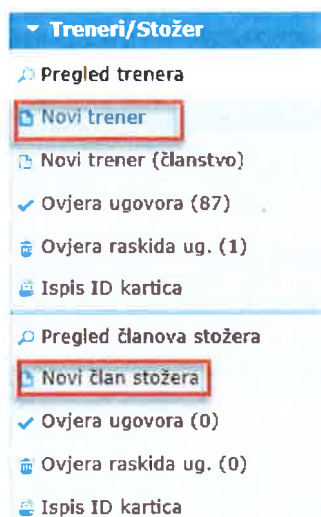 Treneri/Stožer
Pregled trenera
Novi trener
Novi trener (članstvo)
Ovjera ugovora (87)
Ovjera raskida ug. (1)
Ispis ID kartica
Pregled članova stožera
Novi član stožera
Ovjera ugovora (0)
Ovjera raskida ug. (0)
Ispis ID kartica